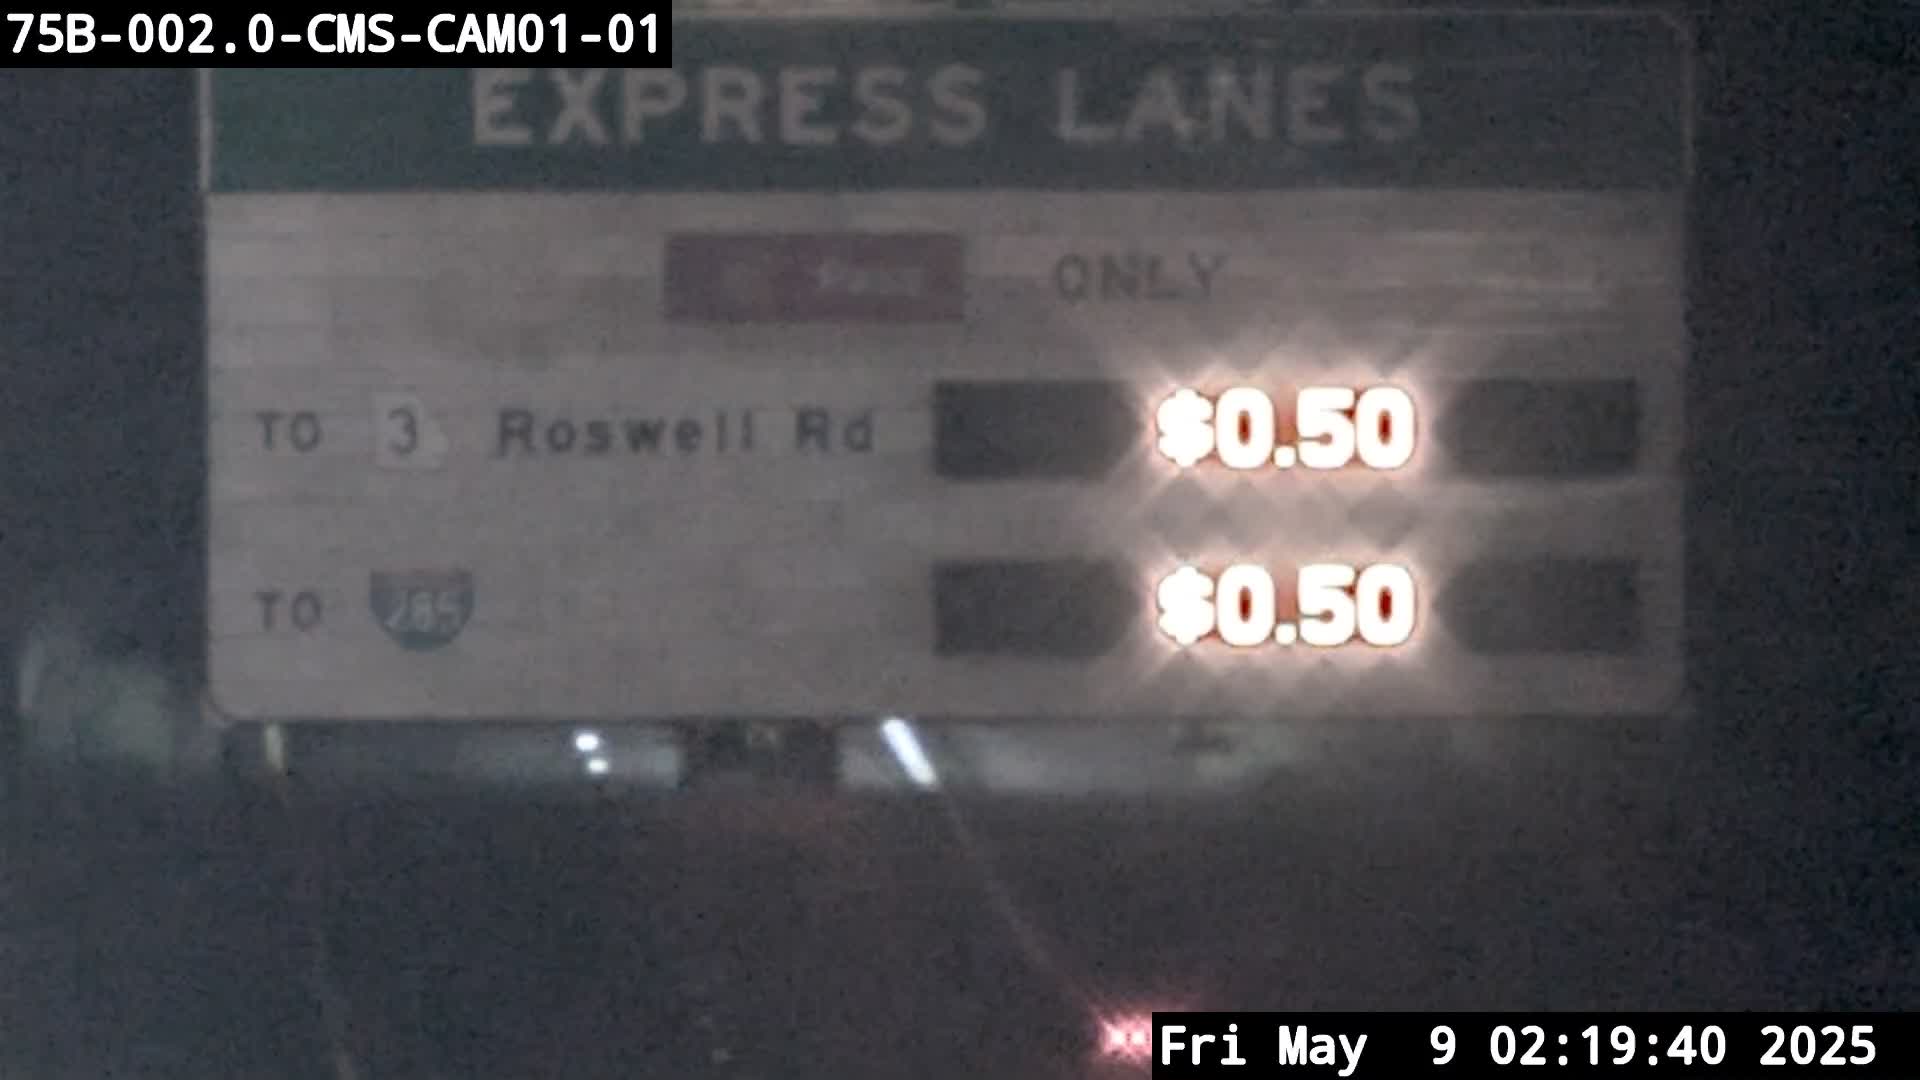 75B-002.0-CMS-CAM01-01
EXPRESS LANES
ONLY
TO 3 Roswell Rd $0.50
TO 285 $0.50
Fri May 9 02:19:40 2025